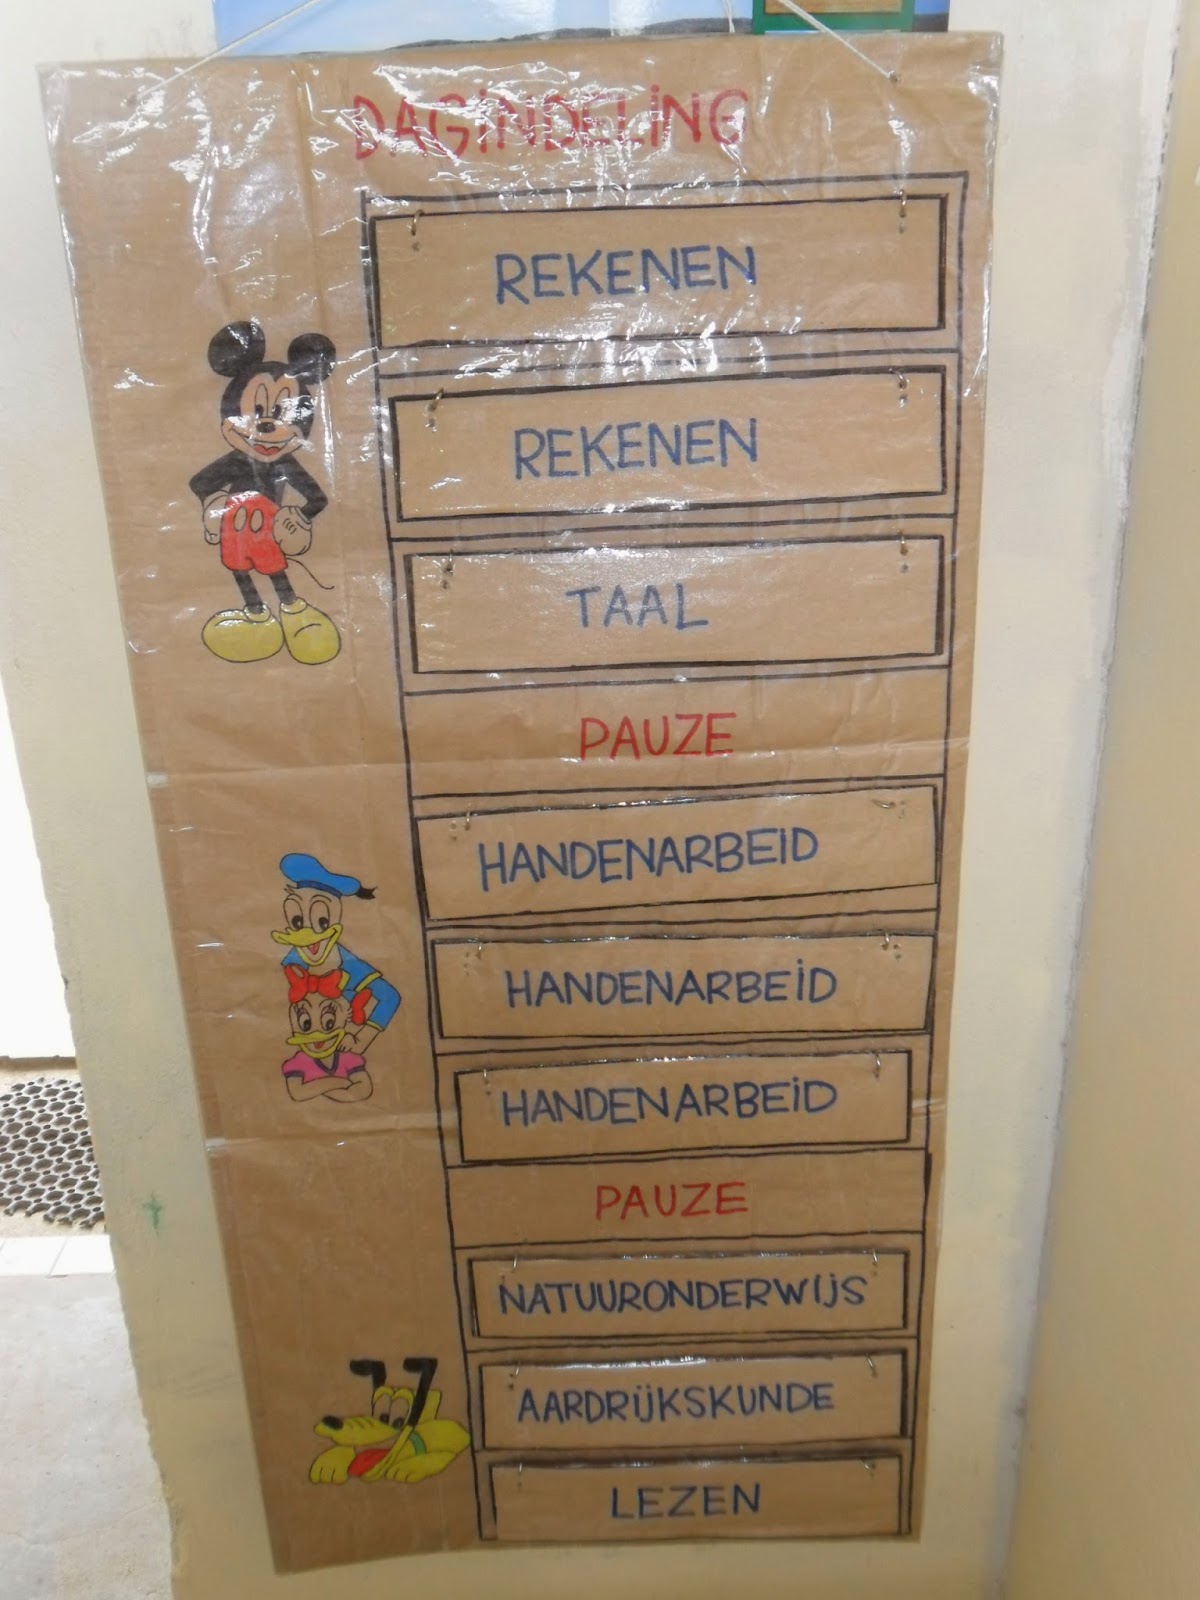 DAGINDELING
REKENEN
REKENEN
TAAL
PAUZE
HANDENARBEID
HANDENARBEID
HANDENARBEID
PAUZE
NATUURONDERWIJS
AARDRIJKSKUNDE
LEZEN